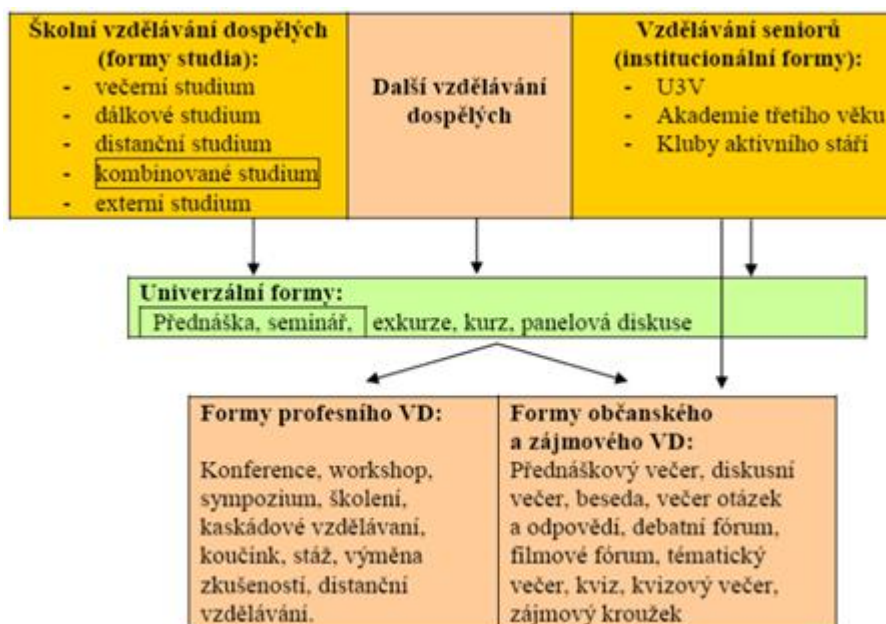 Školní vzdělávání dospělých
(formy studia):
- večerní studium
- dálkové studium
- distanční studium
- kombinované studium
- externí studium
Další vzdělávání
dospělých
Vzdělávání seniorů
(institucionální formy):
- U3V
- Akademie třetího věku
- Kluby aktivního stáří
Univerzální formy:
Přednáška, seminář, exkurze, kurz, panelová diskuse
Formy profesního VD:
Konference, workshop,
sympozium, školení,
kaskádové vzdělávaní,
koučink, stáž, výměna
zkušeností, distanční
vzdělávání.
Formy občanského
a zájmového VD:
Přednáškový večer, diskusní
večer, beseda, večer otázek
a odpovědí, debatní fórum,
filmové fórum, tématický
večer, kviz, kvizový večer,
zájmový kroužek